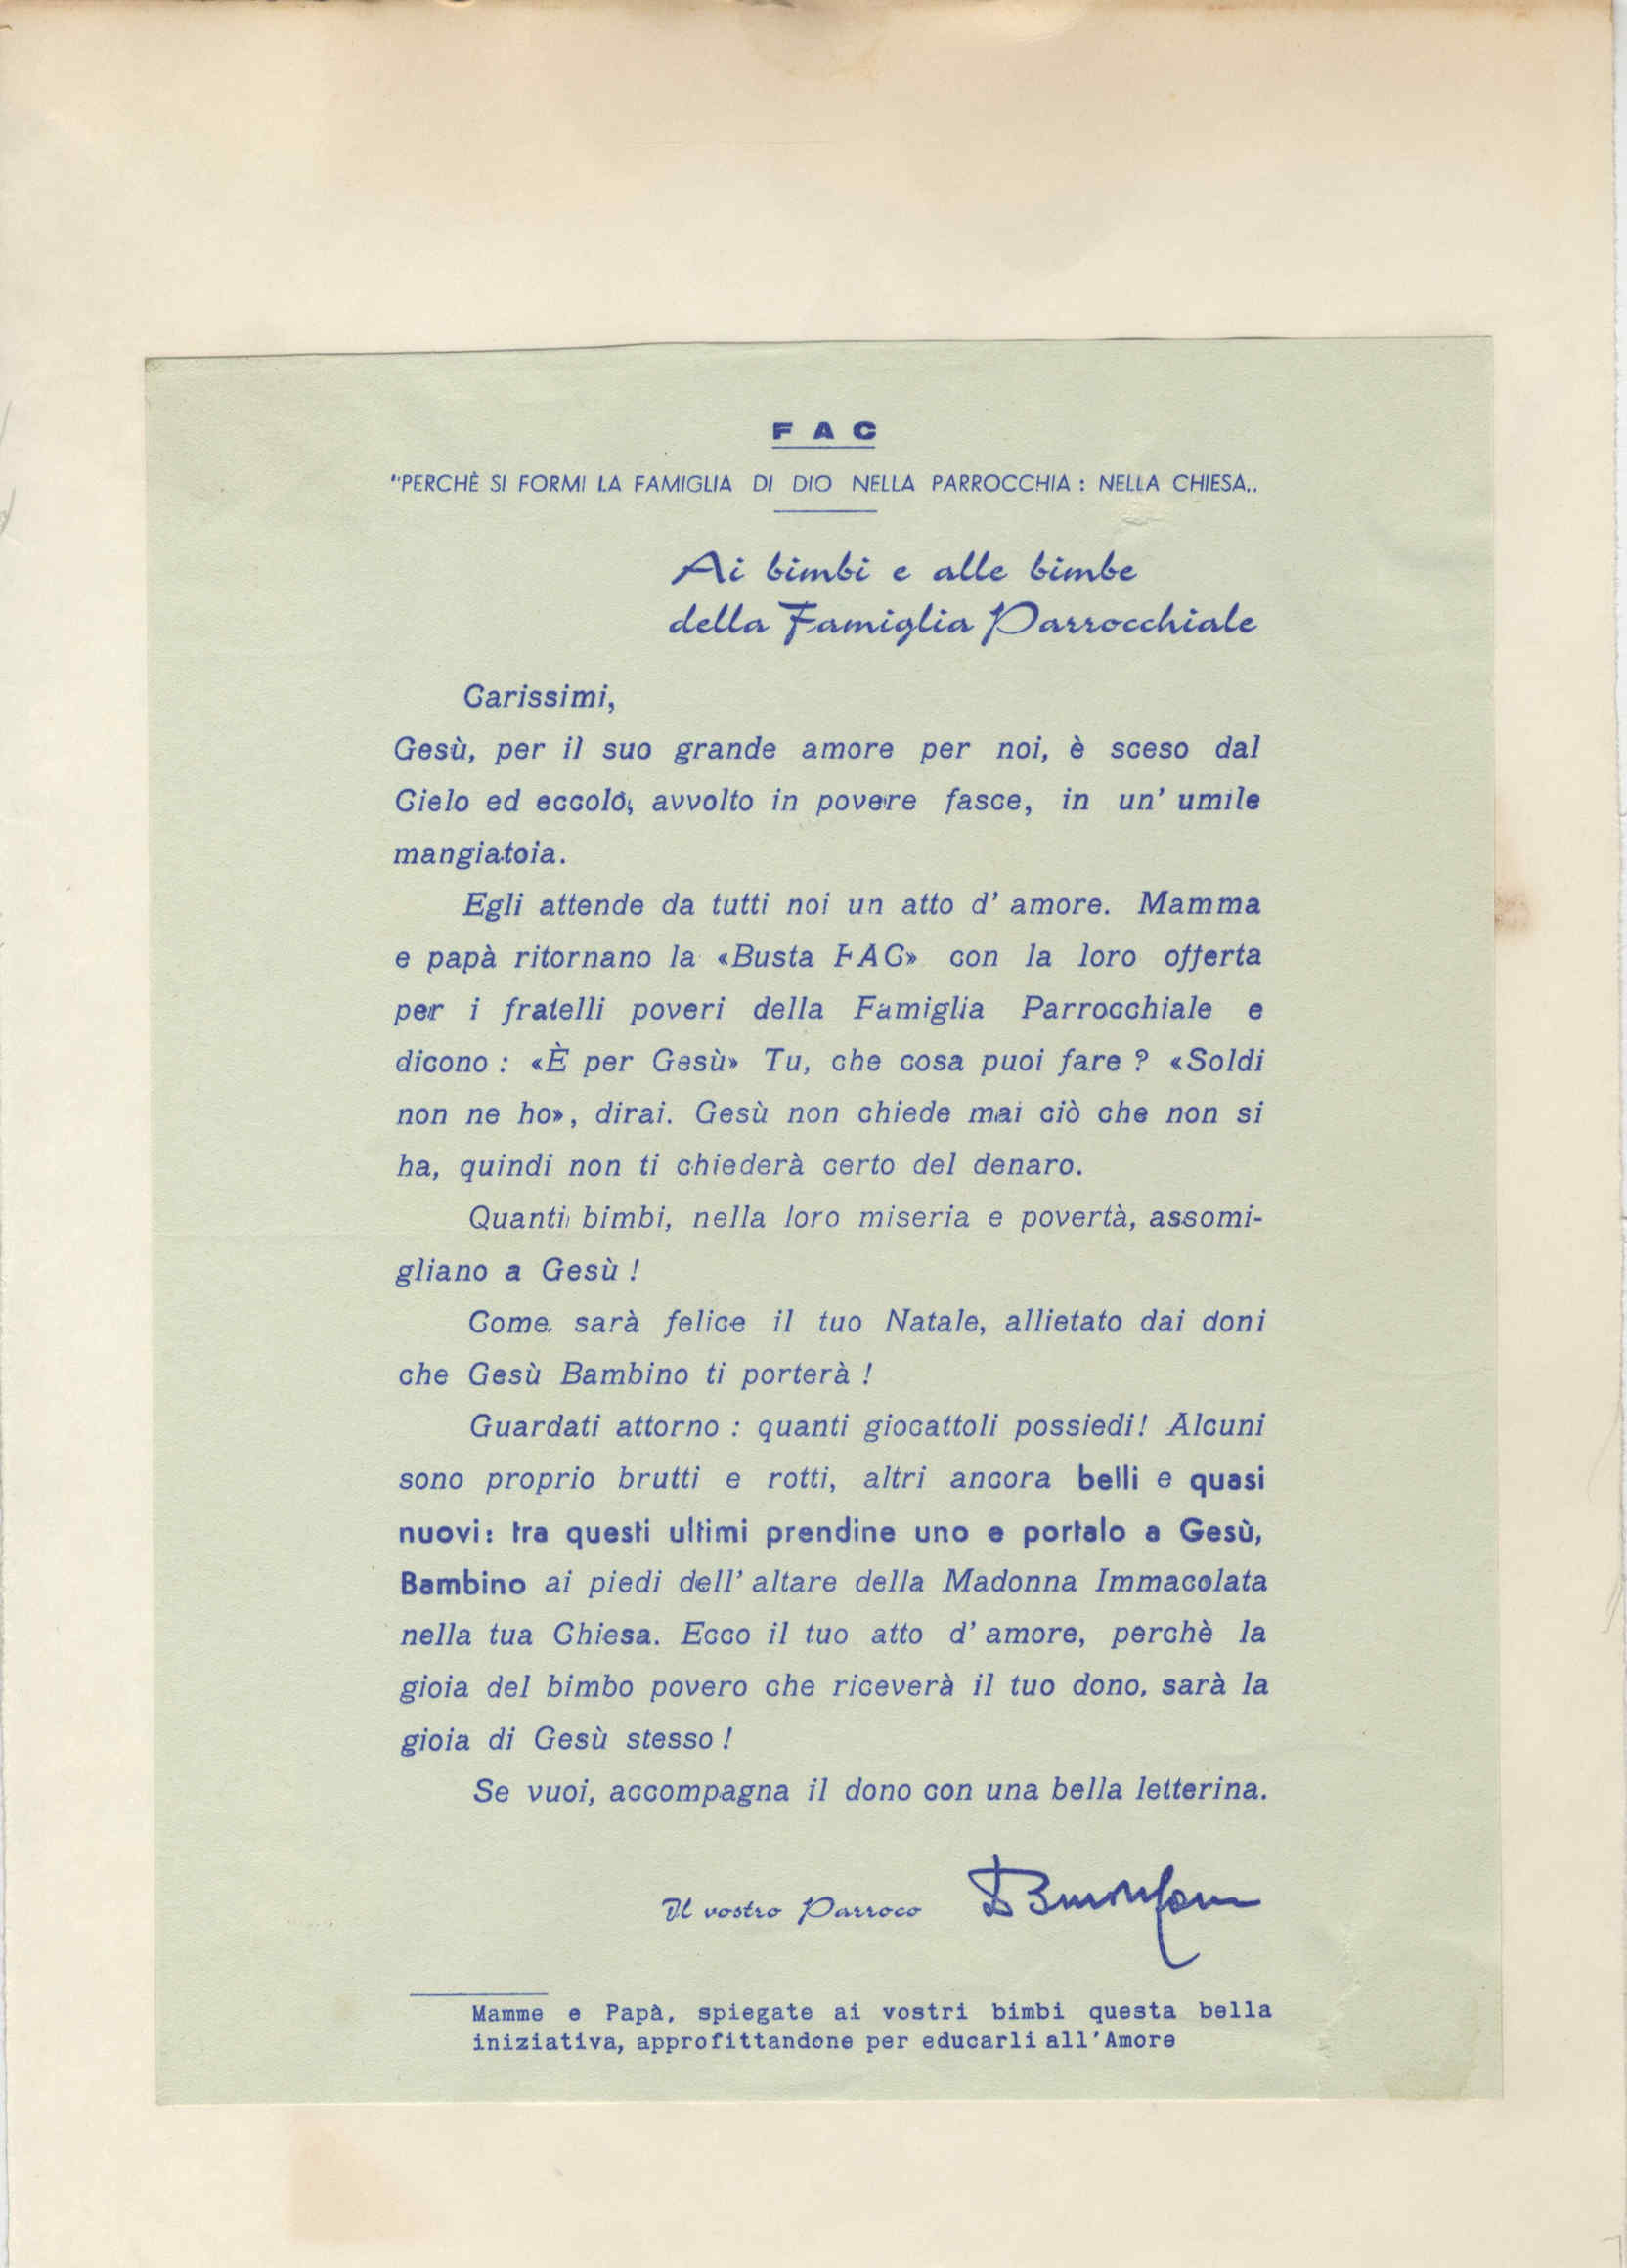 F A C
"PERCHÈ SI FORMI LA FAMIGLIA DI DIO NELLA PARROCCHIA : NELLA CHIESA„
Ai bimbi e alle bimbe
della Famiglia Parrocchiale
Carissimi,
Gesù, per il suo grande amore per noi, è sceso dal
Cielo ed eccolo, avvolto in povere fasce, in un' umile
mangiatoia.
Egli attende da tutti noi un atto d' amore. Mamma
e papà ritornano la «Busta FAC» con la loro offerta
per i fratelli poveri della Famiglia Parrocchiale e
dicono : «È per Gesù» Tu, che cosa puoi fare ? «Soldi
non ne ho», dirai. Gesù non chiede mai ciò che non si
ha, quindi non ti chiederà certo del denaro.
Quanti bimbi, nella loro miseria e povertà, assomi-
gliano a Gesù !
Come sarà felice il tuo Natale, allietato dai doni
che Gesù Bambino ti porterà !
Guardati attorno : quanti giocattoli possiedi! Alcuni
sono proprio brutti e rotti, altri ancora belli e quasi
nuovi: tra questi ultimi prendine uno e portalo a Gesù,
Bambino ai piedi dell' altare della Madonna Immacolata
nella tua Chiesa. Ecco il tuo atto d' amore, perchè la
gioia del bimbo povero che riceverà il tuo dono, sarà la
gioia di Gesù stesso !
Se vuoi, accompagna il dono con una bella letterina.
Il vostro Parroco
Mamme e Papà, spiegate ai vostri bimbi questa bella
iniziativa, approfittandone per educarli all'Amore